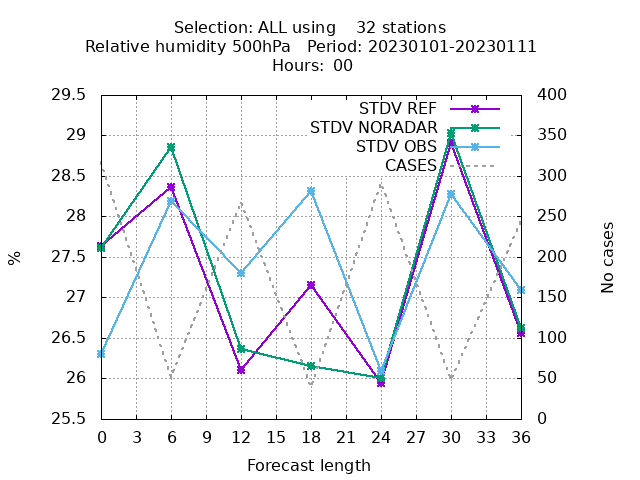 Selection: ALL using    32 stations
Relative humidity 500hPa   Period: 20230101-20230111
Hours:  00
29.5
29
28.5
28
27.5
27
26.5
26
25.5
%
400
350
300
250
200
150
100
50
0
No cases
STDV REF
STDV NORADAR
STDV OBS
CASES
0 3 6 9 12 15 18 21 24 27 30 33 36
Forecast length